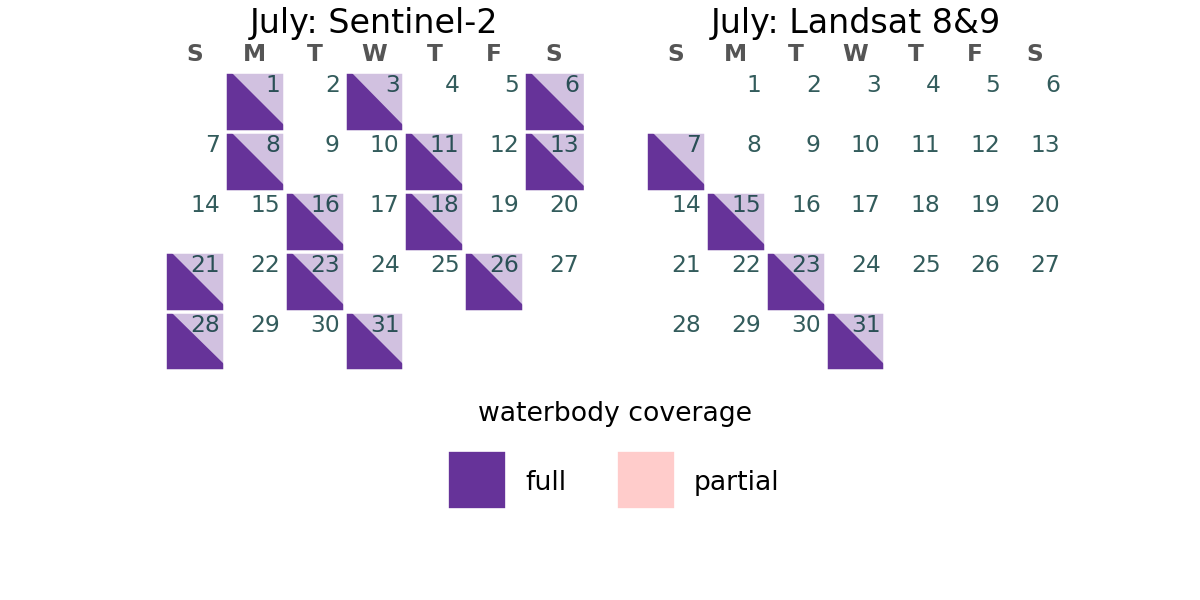 July: Sentinel-2
S M T W T F S
1 2 3 4 5 6
7 8 9 10 11 12 13
14 15 16 17 18 19 20
21 22 23 24 25 26 27
28 29 30 31
July: Landsat 8&9
S M T W T F S
1 2 3 4 5 6
7 8 9 10 11 12 13
14 15 16 17 18 19 20
21 22 23 24 25 26 27
28 29 30 31
waterbody coverage
full partial